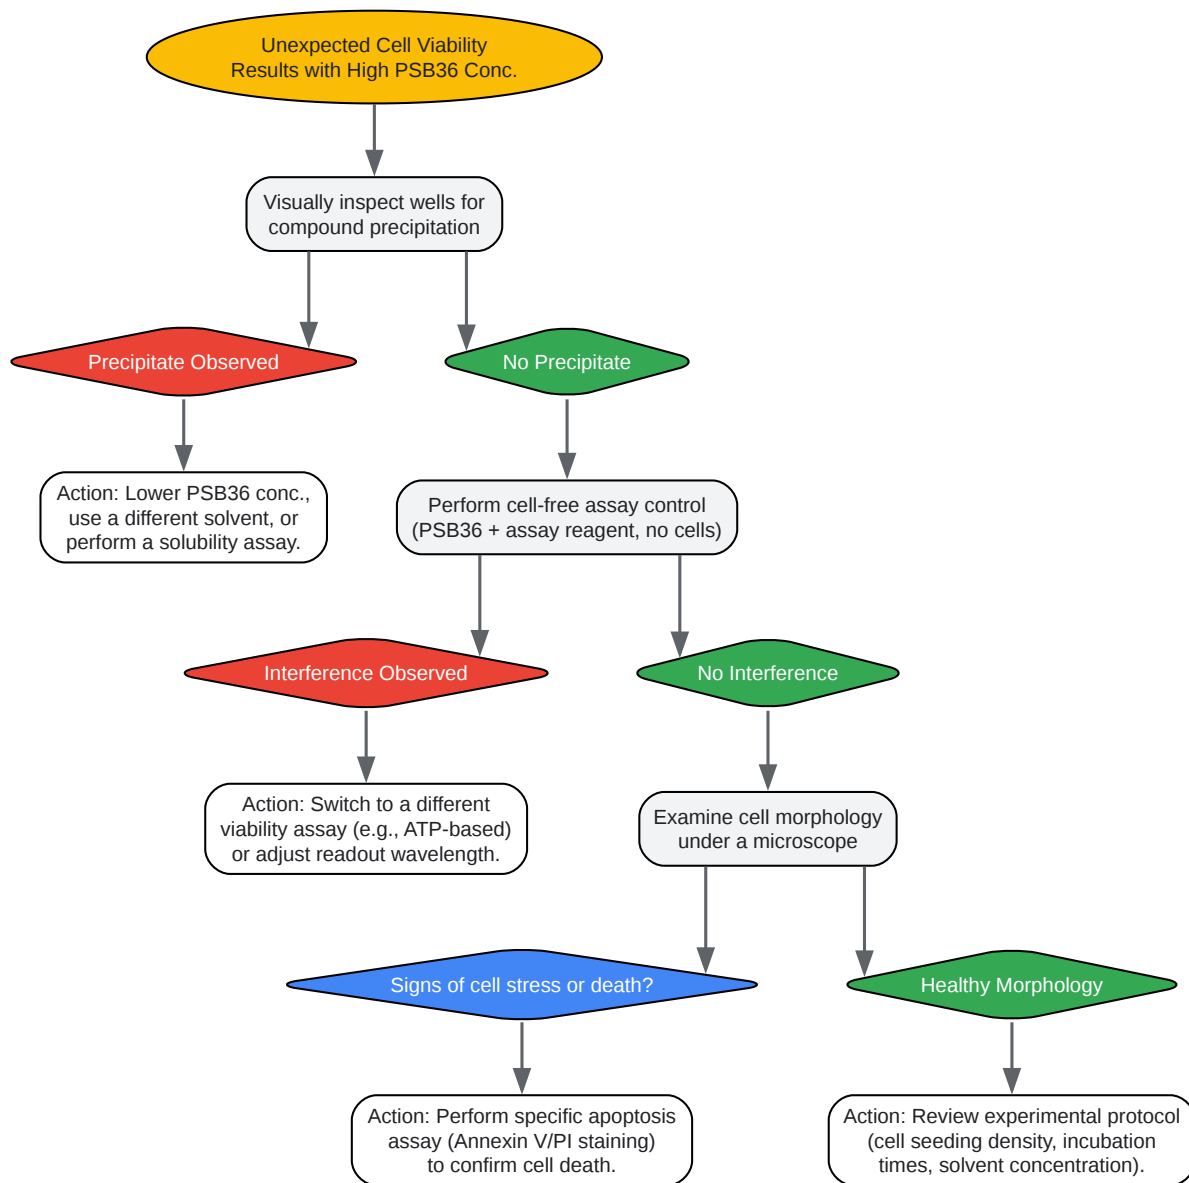 Unexpected Cell Viability
Results with High PSB36 Conc.
Visually inspect wells for
compound precipitation
Precipitate Observed
No Precipitate
Action: Lower PSB36 conc.,
use a different solvent, or
perform a solubility assay.
Perform cell-free assay control
(PSB36 + assay reagent, no cells)
Interference Observed
No Interference
Action: Switch to a different
viability assay (e.g., ATP-based)
or adjust readout wavelength.
Examine cell morphology
under a microscope
Signs of cell stress or death?
Healthy Morphology
Action: Perform specific apoptosis
assay (Annexin V/PI staining)
to confirm cell death.
Action: Review experimental protocol
(cell seeding density, incubation
times, solvent concentration).